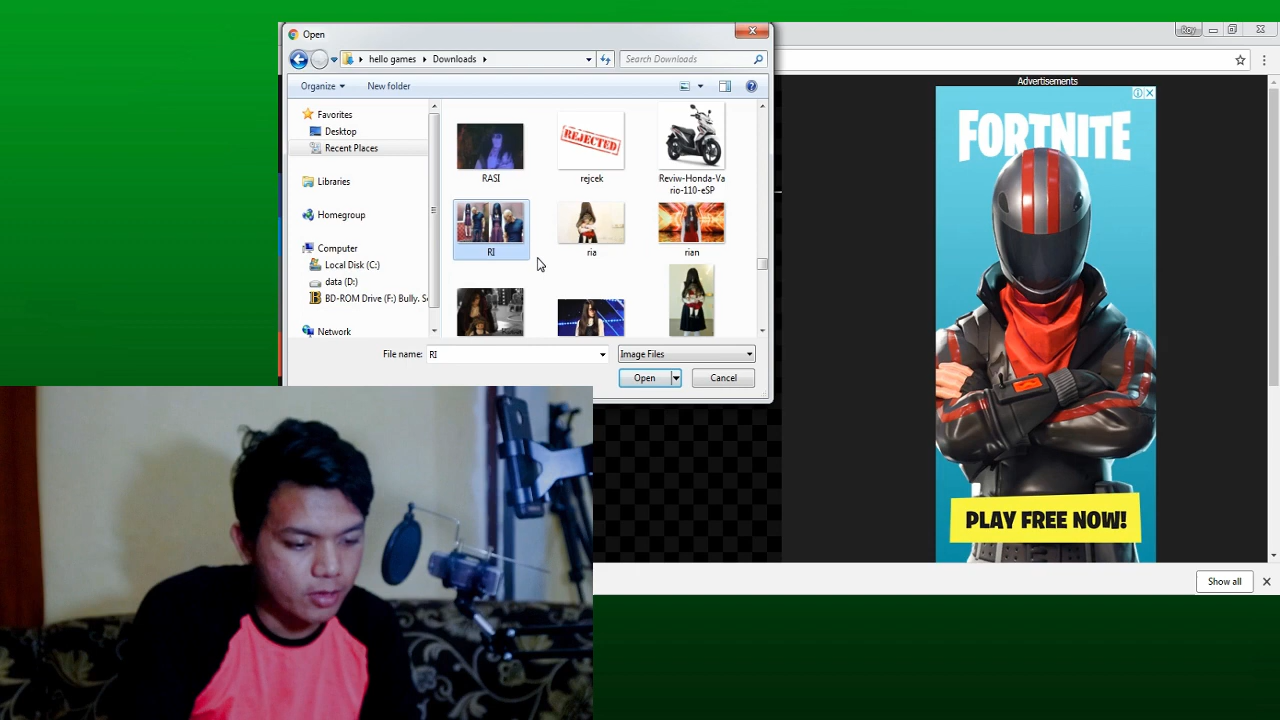 Open
Roy
hello games
Downloads
Search Downloads
Advertisements
Organize
New folder
FORTNITE
Favorites
Desktop
Recent Places
Libraries
Homegroup
Computer
Local Disk (C:)
data (D:)
BD-ROM Drive (F:) Bully. Sc
Network
REJECTED
RASI
rejcek
Reviw-Honda-Va
rio-110-eSP
RI
ria
rian
File name:
RI
Image Files
Open
Cancel
PLAY FREE NOW!
Show all